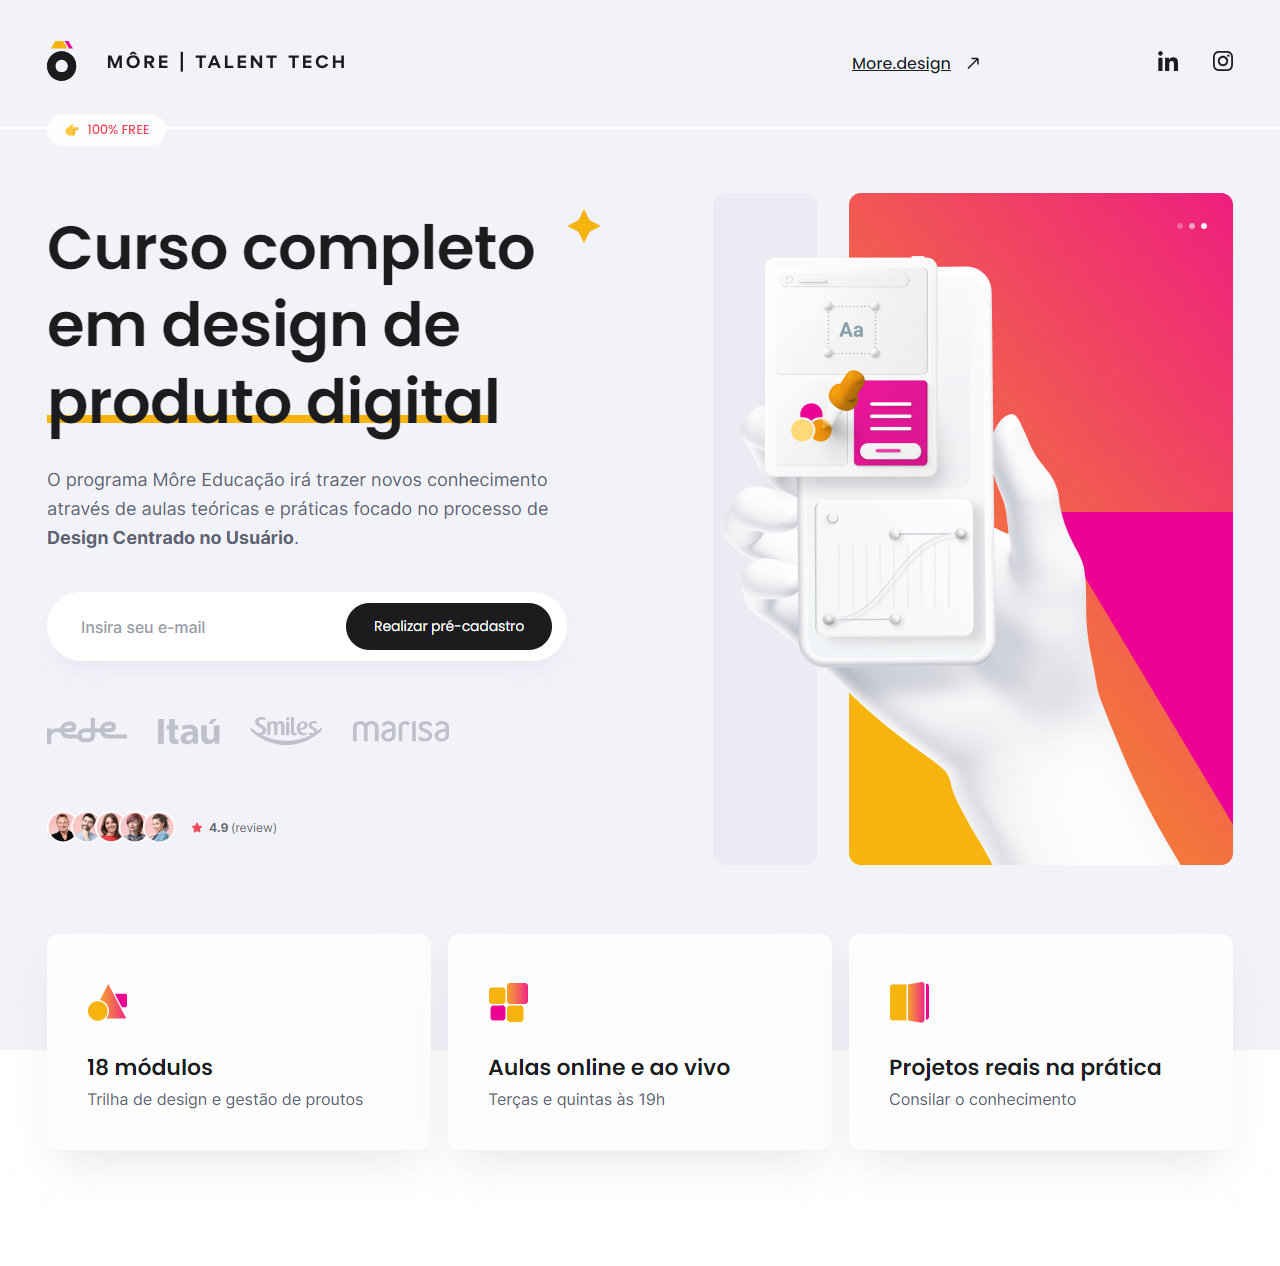 MÔRE | TALENT TECH
More.design
100% FREE
Curso completo
em design de
produto digital
O programa Môre Educação irá trazer novos conhecimento
através de aulas teóricas e práticas focado no processo de
Design Centrado no Usuário.
Insira seu e-mail
Realizar pré-cadastro
rede
Itaú
Smiles
marisa
4.9 (review)
Aa
18 módulos
Trilha de design e gestão de proutos
Aulas online e ao vivo
Terças e quintas às 19h
Projetos reais na prática
Consilar o conhecimento